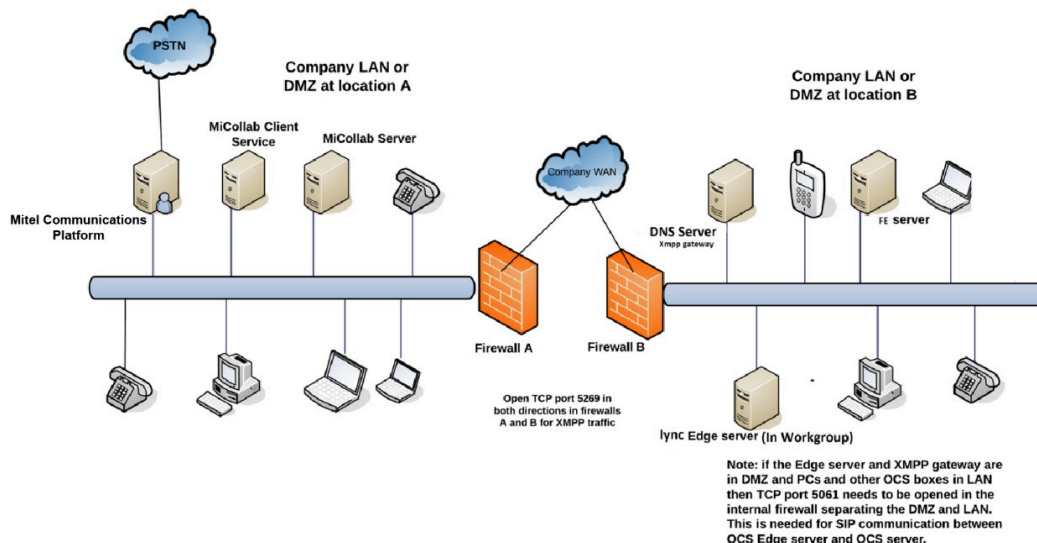 PSTN
Company LAN or
DMZ at location A
Company LAN or
DMZ at location B
MiCollab Client
Service
MiCollab Server
Company WAN
Mitel Communications
Platform
DNS Server
Xmpp gateway
FE server
Firewall A
Firewall B
Open TCP port 5269 in
both directions in firewalls
A and B for XMPP traffic
lync Edge server (In Workgroup)
Note: if the Edge server and XMPP gateway are
in DMZ and PCs and other OCS boxes in LAN
then TCP port 5061 needs to be opened in the
internal firewall separating the DMZ and LAN.
This is needed for SIP communication between
OCS Edge server and OCS server.